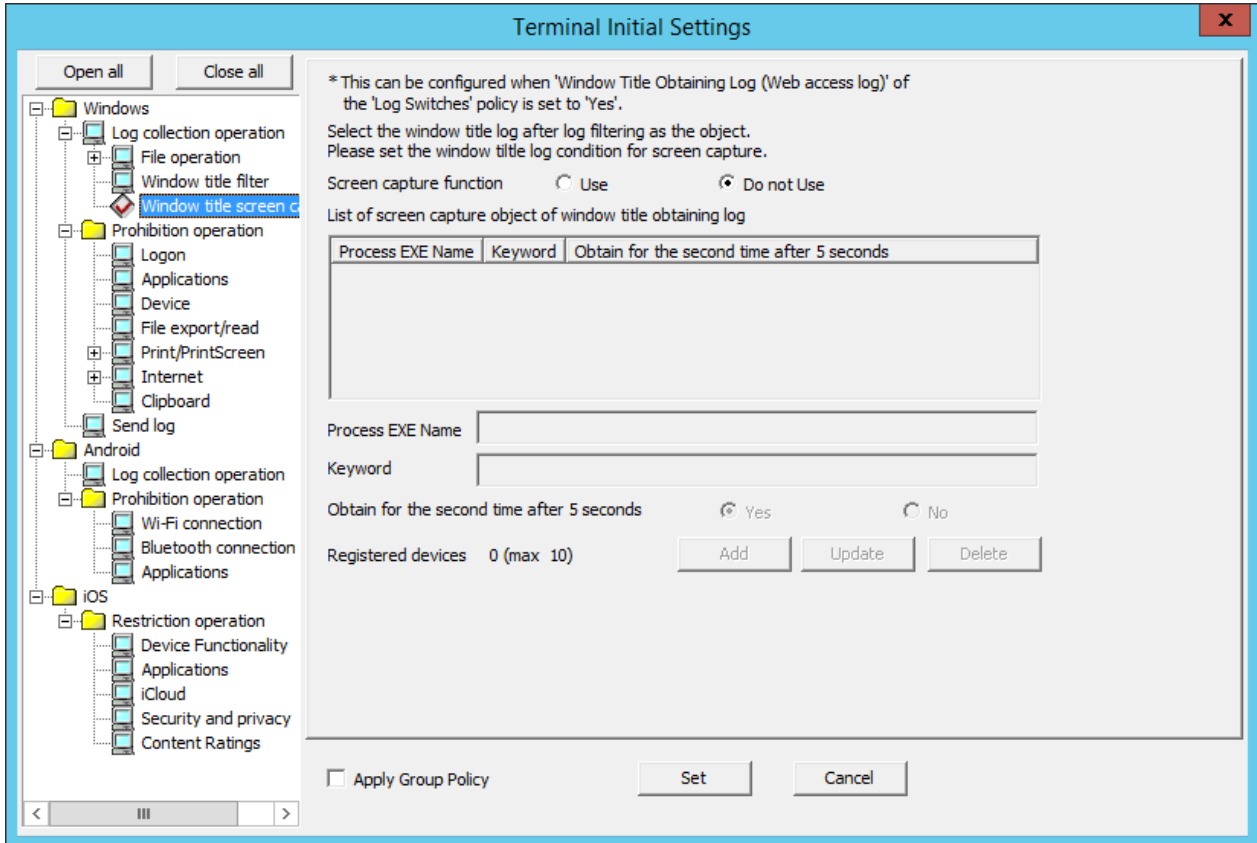 Terminal Initial Settings
x
Open all
Close all
Windows
Log collection operation
File operation
Window title filter
Window title screen ca
Prohibition operation
Logon
Applications
Device
File export/read
Print/PrintScreen
Internet
Clipboard
Send log
Android
Log collection operation
Prohibition operation
Wi-Fi connection
Bluetooth connection
Applications
iOS
Restriction operation
Device Functionality
Applications
iCloud
Security and privacy
Content Ratings
* This can be configured when 'Window Title Obtaining Log (Web access log)' of
the 'Log Switches' policy is set to 'Yes'.
Select the window title log after log filtering as the object.
Please set the window tiltle log condition for screen capture.
Screen capture function Use Do not Use
List of screen capture object of window title obtaining log
Process EXE Name Keyword Obtain for the second time after 5 seconds
Process EXE Name
Keyword
Obtain for the second time after 5 seconds Yes No
Registered devices 0 (max 10) Add Update Delete
Apply Group Policy Set Cancel